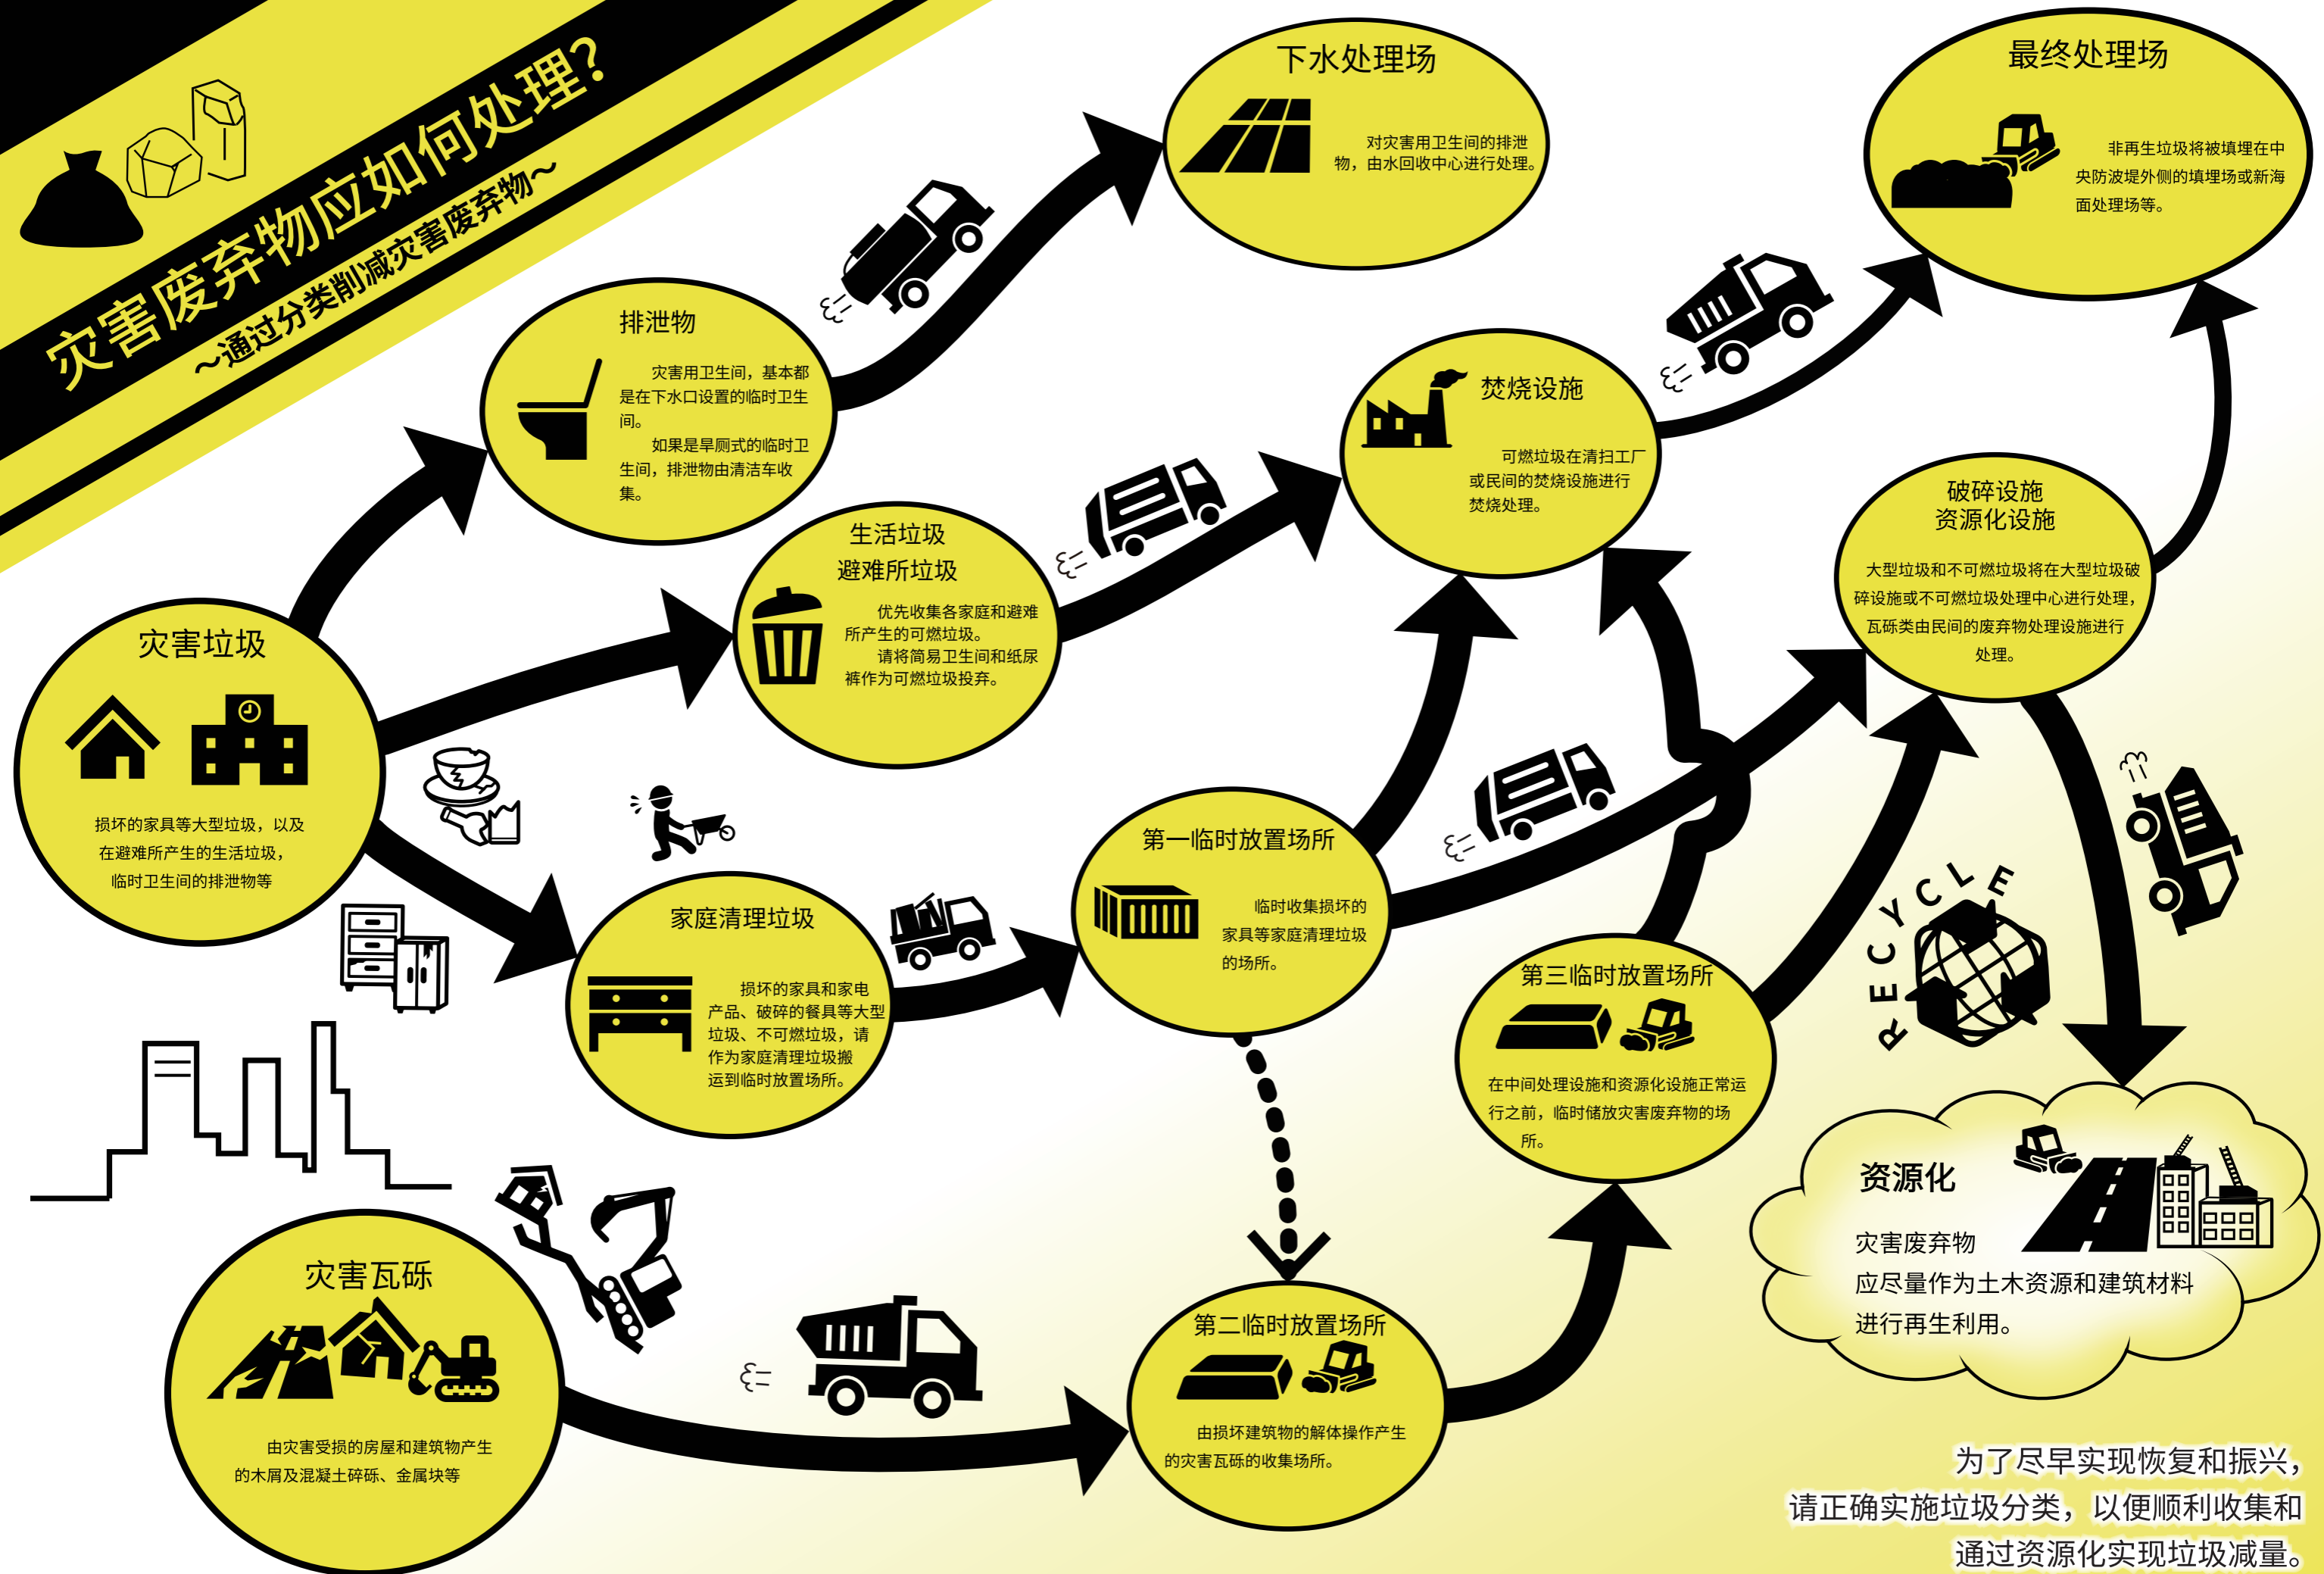 灾害废弃物应如何处理?
～通过分类削减灾害废弃物～
下水处理场
对灾害用卫生间的排泄
物，由水回收中心进行处理。
最终处理场
非再生垃圾将被填埋在中
央防波堤外侧的填埋场或新海
面处理场等。
排泄物
灾害用卫生间，基本都
是在下水口设置的临时卫生
间。
如果是旱厕式的临时卫
生间，排泄物由清洁车收
集。
焚烧设施
可燃垃圾在清扫工厂
或民间的焚烧设施进行
焚烧处理。
破碎设施
资源化设施
大型垃圾和不可燃垃圾将在大型垃圾破
碎设施或不可燃垃圾处理中心进行处理，
瓦砾类由民间的废弃物处理设施进行
处理。
生活垃圾
避难所垃圾
优先收集各家庭和避难
所产生的可燃垃圾。
请将简易卫生间和纸尿
裤作为可燃垃圾投弃。
灾害垃圾
损坏的家具等大型垃圾，以及
在避难所产生的生活垃圾，
临时卫生间的排泄物等
家庭清理垃圾
损坏的家具和家电
产品、破碎的餐具等大型
垃圾、不可燃垃圾，请
作为家庭清理垃圾搬
运到临时放置场所。
第一临时放置场所
临时收集损坏的
家具等家庭清理垃圾
的场所。
第三临时放置场所
在中间处理设施和资源化设施正常运
行之前，临时储放灾害废弃物的场
所。
RECYCLE
资源化
灾害废弃物
应尽量作为土木资源和建筑材料
进行再生利用。
灾害瓦砾
由灾害受损的房屋和建筑物产生
的木屑及混凝土碎砾、金属块等
第二临时放置场所
由损坏建筑物的解体操作产生
的灾害瓦砾的收集场所。
为了尽早实现恢复和振兴，
请正确实施垃圾分类，以便顺利收集和
通过资源化实现垃圾减量。